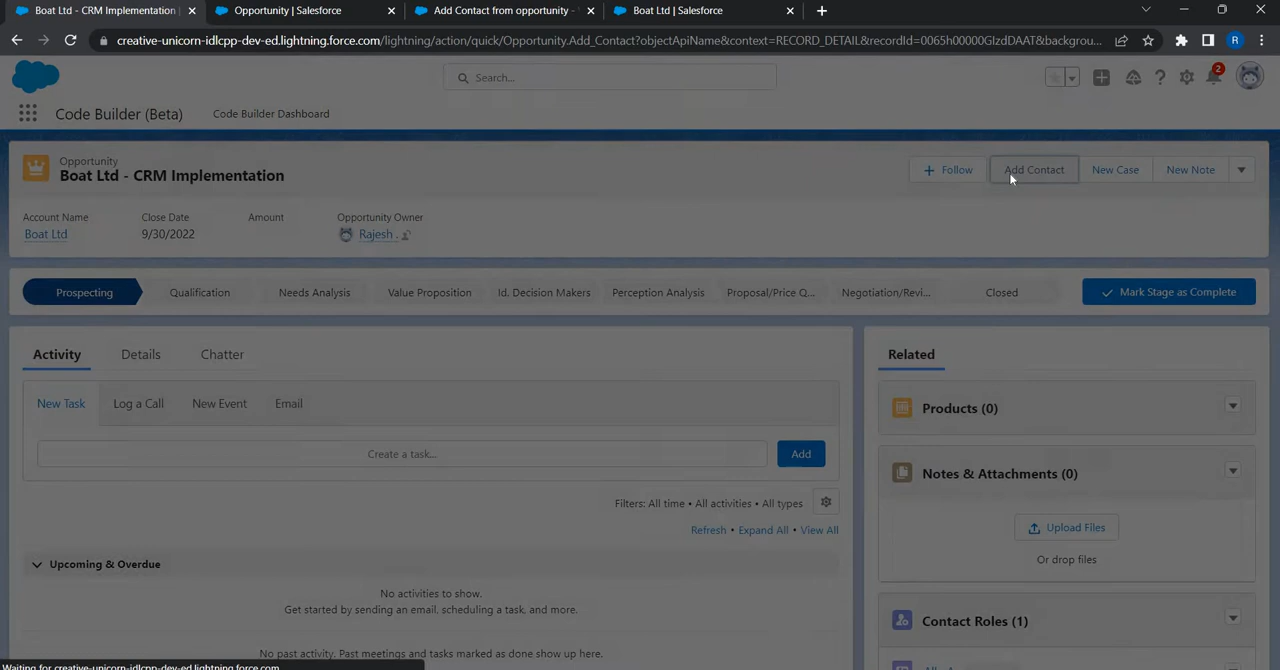 Boat Ltd - CRM Implementation
Opportunity | Salesforce
Add Contact from opportunity -
Boat Ltd | Salesforce
creative-unicorn-idlcpp-dev-ed.lightning.force.com/lightning/action/quick/Opportunity.Add_Contact?objectApiName&context=RECORD_DETAIL&recordId=0065h00000GlzdDAAT&backgrou...
R
Search...
2
Code Builder (Beta)
Code Builder Dashboard
Opportunity
Boat Ltd - CRM Implementation
Follow
Add Contact
New Case
New Note
Account Name
Close Date
Amount
Opportunity Owner
Boat Ltd
9/30/2022
Rajesh .
Prospecting
Qualification
Needs Analysis
Value Proposition
Id. Decision Makers
Perception Analysis
Proposal/Price Q...
Negotiation/Revi...
Closed
Mark Stage as Complete
Activity
Details
Chatter
Related
New Task
Log a Call
New Event
Email
Products (0)
Create a task...
Add
Notes & Attachments (0)
Filters: All time • All activities • All types
Refresh • Expand All • View All
Upload Files
Or drop files
Upcoming & Overdue
No activities to show.
Get started by sending an email, scheduling a task, and more.
Contact Roles (1)
No past activity. Past meetings and tasks marked as done show up here.
Waiting for creative-unicorn-idlcpp-dev-ed.lightning.force.com